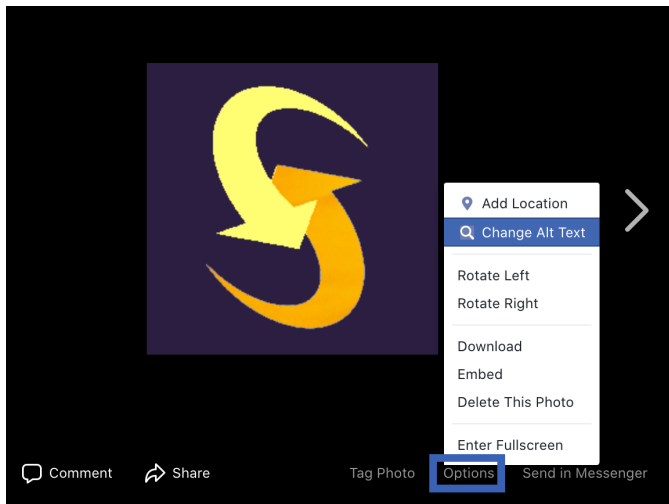 Add Location
Change Alt Text
Rotate Left
Rotate Right
Download
Embed
Delete This Photo
Enter Fullscreen
Comment Share Tag Photo Options Send in Messenger